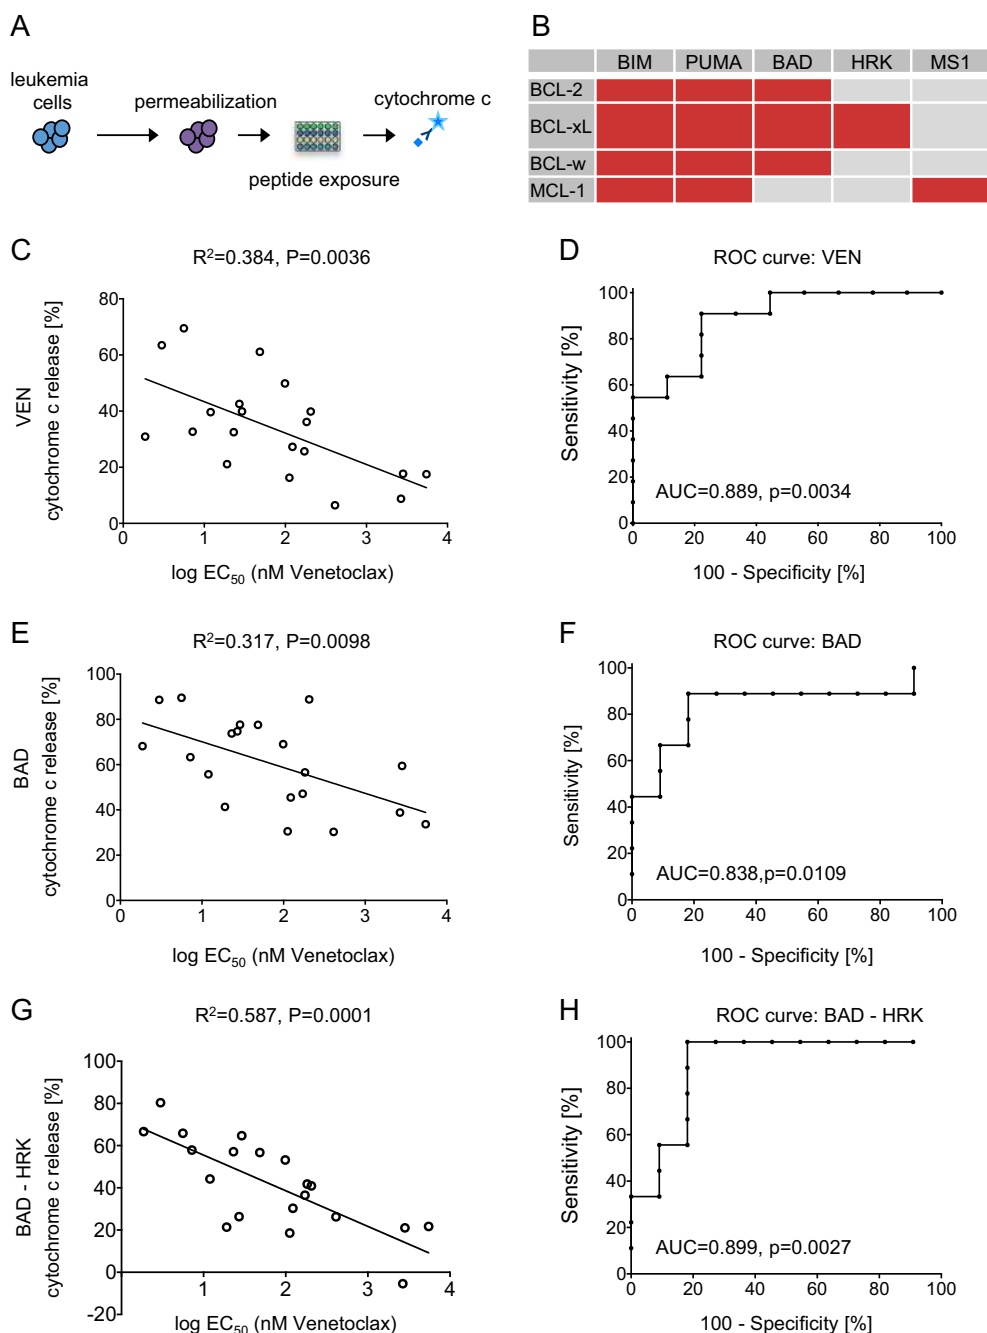 A
leukemia
cells
permeabilization
peptide exposure
cytochrome c
B
BIM PUMA BAD HRK MS1
BCL-2
BCL-xL
BCL-w
MCL-1
C
R²=0.384, P=0.0036
VEN
cytochrome c release [%]
80
60
40
20
0
0 1 2 3 4
log EC₅₀ (nM Venetoclax)
D
ROC curve: VEN
Sensitivity [%]
100
80
60
40
20
0
AUC=0.889, p=0.0034
0 20 40 60 80 100
100 - Specificity [%]
E
R²=0.317, P=0.0098
BAD
cytochrome c release [%]
100
80
60
40
20
0
0 1 2 3 4
log EC₅₀ (nM Venetoclax)
F
ROC curve: BAD
Sensitivity [%]
100
80
60
40
20
0
AUC=0.838,p=0.0109
0 20 40 60 80 100
100 - Specificity [%]
G
R²=0.587, P=0.0001
BAD - HRK
cytochrome c release [%]
100
80
60
40
20
0
-20
1 2 3 4
log EC₅₀ (nM Venetoclax)
H
ROC curve: BAD - HRK
Sensitivity [%]
100
80
60
40
20
0
AUC=0.899, p=0.0027
0 20 40 60 80 100
100 - Specificity [%]